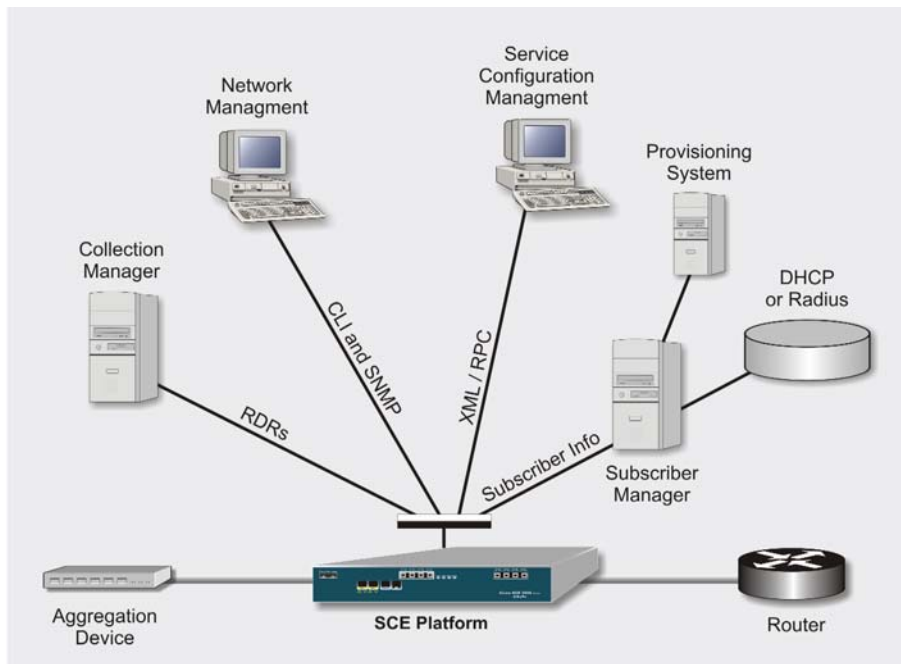 Network
Managment
Service
Configuration
Managment
Provisioning
System
Collection
Manager
DHCP
or Radius
CLI and SNMP
XML / RPC
RDRs
Subscriber Info
Subscriber
Manager
Aggregation
Device
SCE Platform
Router